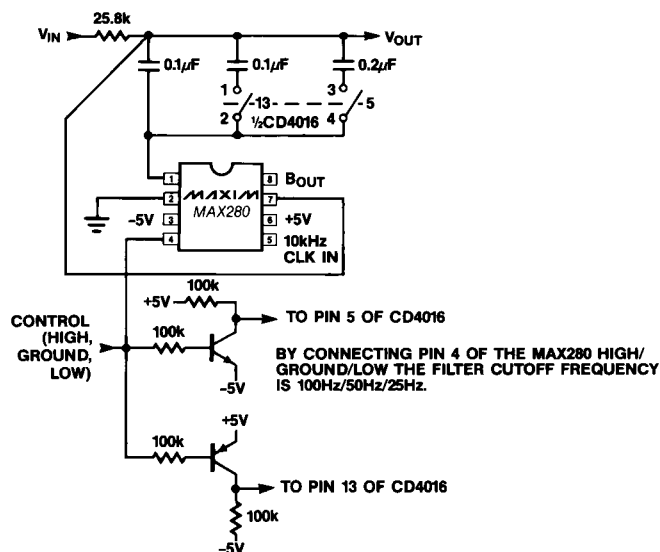 25.8k
VIN
VOUT
0.1µF
0.1µF
0.2µF
1
13
3
5
2
½CD4016
4
1
8
BOUT
2
MAXIM
7
-5V
3
MAX280
6
+5V
4
5
10kHz
CLK IN
100k
+5V
TO PIN 5 OF CD4016
CONTROL
(HIGH,
GROUND,
LOW)
100k
BY CONNECTING PIN 4 OF THE MAX280 HIGH/
GROUND/LOW THE FILTER CUTOFF FREQUENCY
IS 100Hz/50Hz/25Hz.
-5V
+5V
100k
TO PIN 13 OF CD4016
100k
-5V